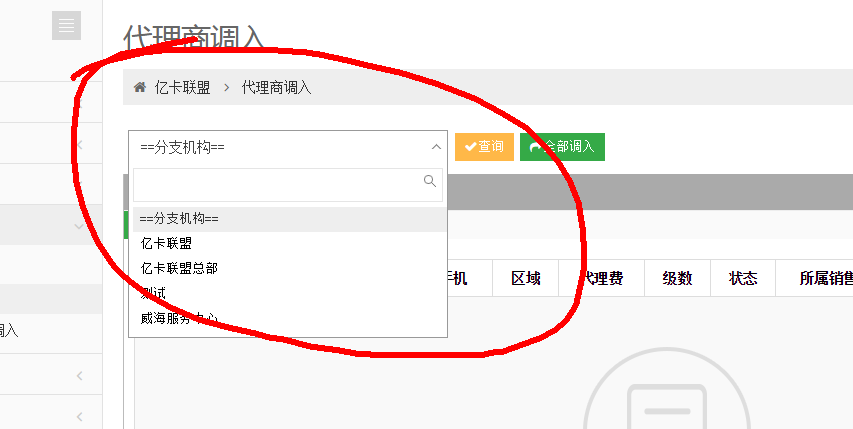 代理商调入
亿卡联盟 > 代理商调入
==分支机构== 查询 全部调入
==分支机构==
亿卡联盟
亿卡联盟总部
手机 区域 代理费 级数 状态 所属销售
测试
威海服务中心
调入